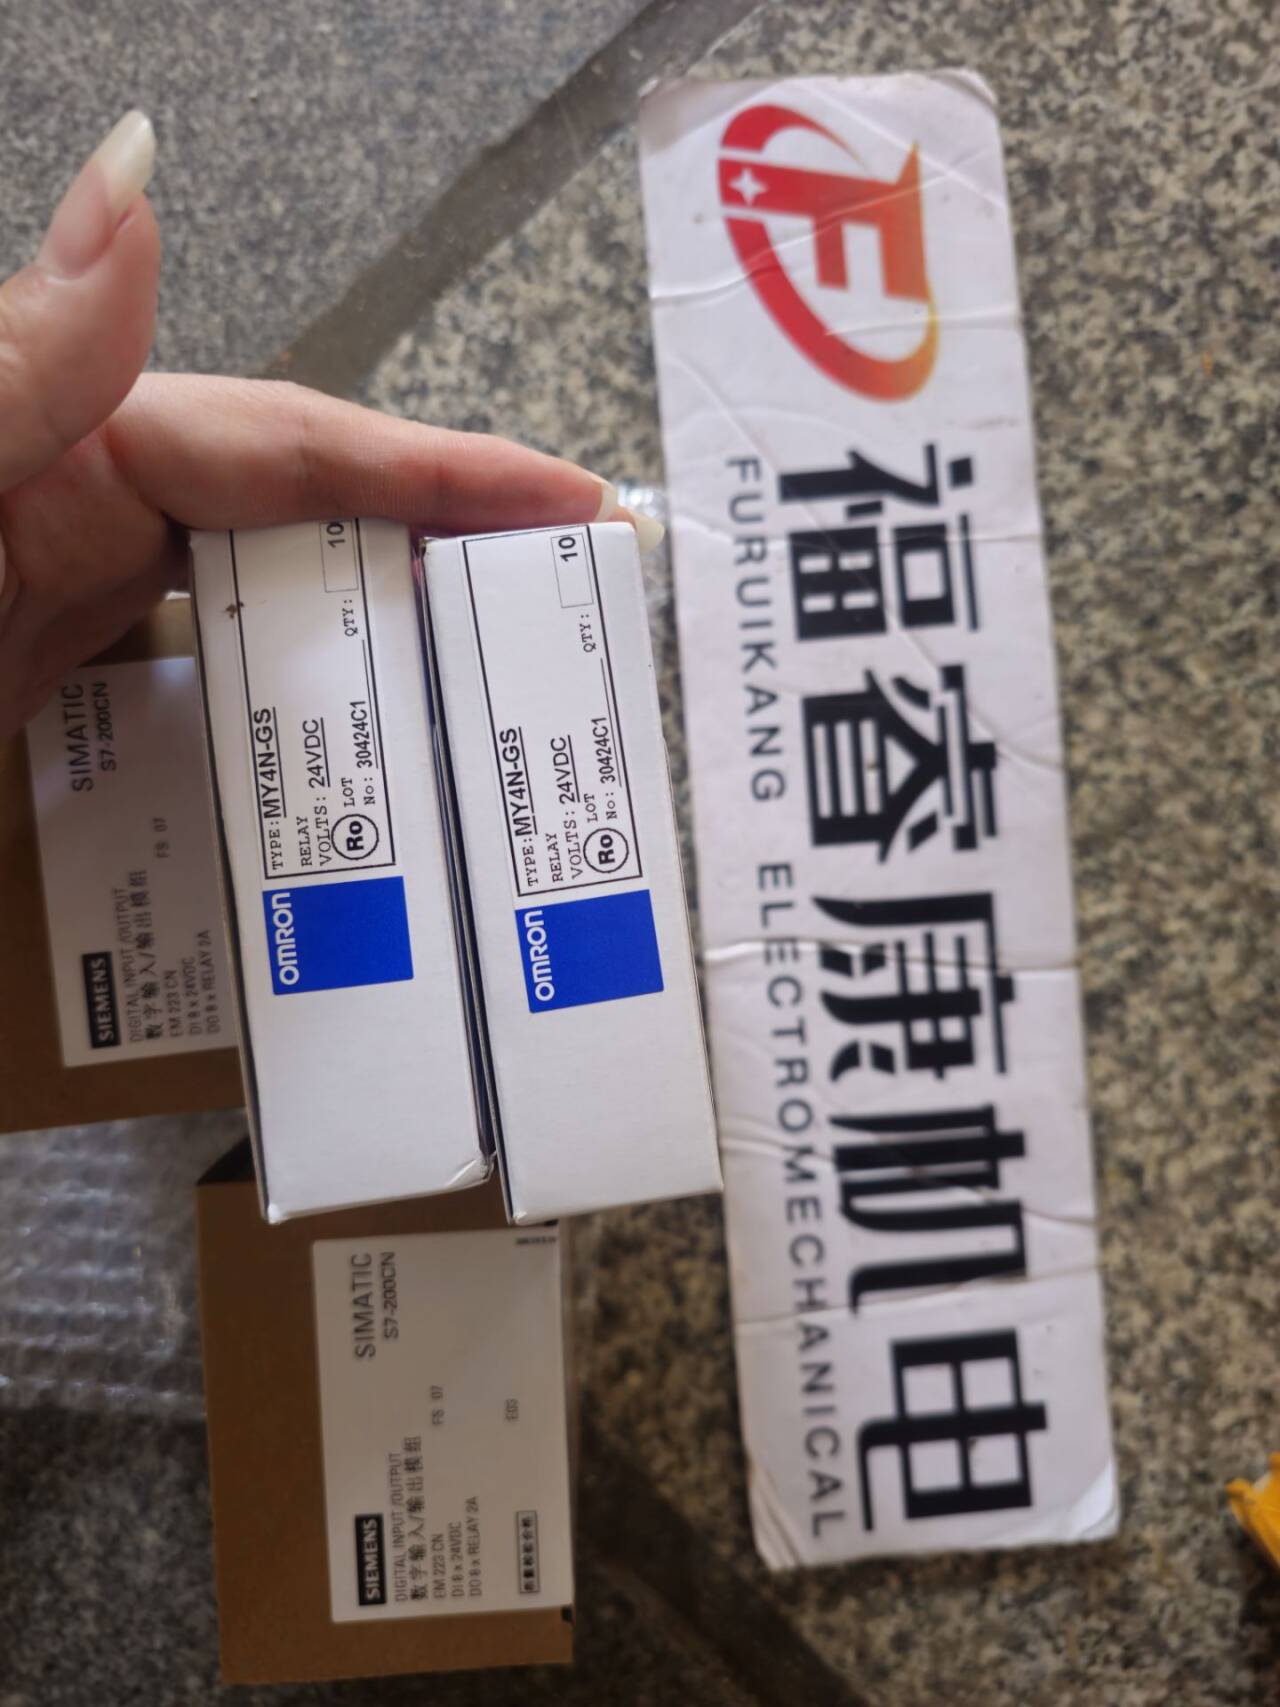 福睿康机电
FURUIKANG ELECTROMECHANICAL
OMRON
TYPE: MY4N-GS
RELAY
VOLTS: 24VDC
Ro LOT
No: 30424C1 QTY: 10
OMRON
TYPE: MY4N-GS
RELAY
VOLTS: 24VDC
Ro LOT
No: 30424C1 QTY: 10
SIEMENS
SIMATIC
S7-200CN
DIGITAL INPUT /OUTPUT
数字输入/输出模组
EM 223 CN FS: 07
DI 8 x 24VDC
DO 8 x RELAY 2A
SIEMENS
SIMATIC
S7-200CN
DIGITAL INPUT /OUTPUT
数字输入/输出模组
EM 223 CN FS: 07
DI 8 x 24VDC
DO 8 x RELAY 2A